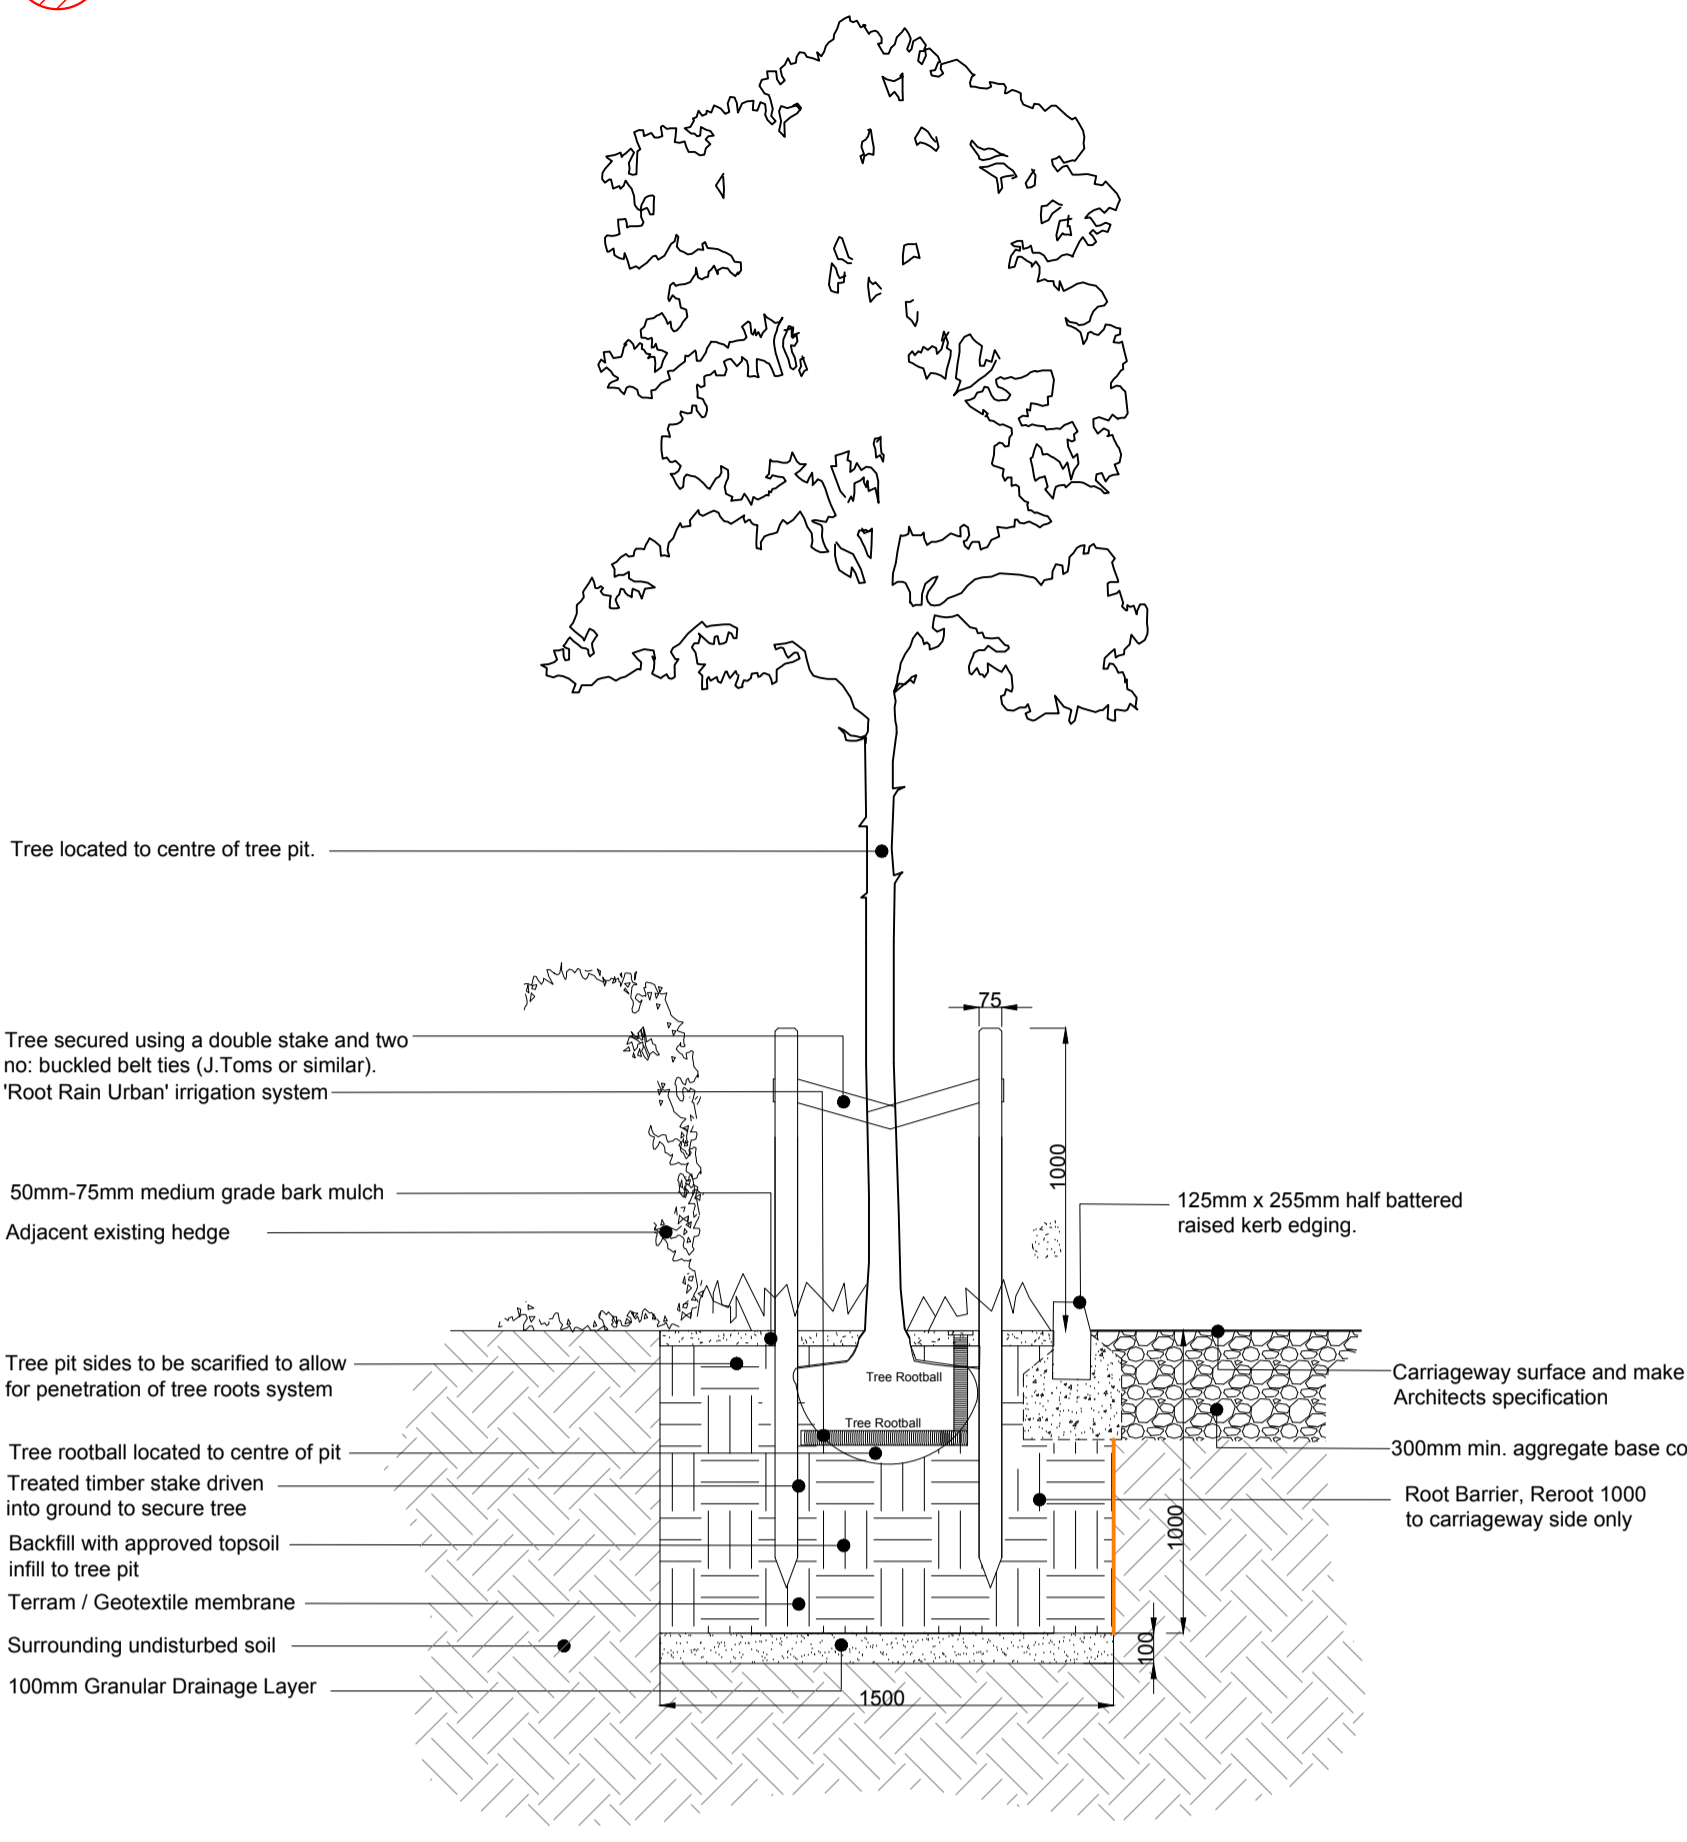 Tree located to centre of tree pit.
75
Tree secured using a double stake and two
no: buckled belt ties (J.Toms or similar).
'Root Rain Urban' irrigation system
1000
50mm-75mm medium grade bark mulch
125mm x 255mm half battered
raised kerb edging.
Adjacent existing hedge
Tree pit sides to be scarified to allow
for penetration of tree roots system
Tree Rootball
Carriageway surface and make
Architects specification
Tree Rootball
Tree rootball located to centre of pit
300mm min. aggregate base co
Treated timber stake driven
into ground to secure tree
Root Barrier, Reroot 1000
to carriageway side only
1000
Backfill with approved topsoil
infill to tree pit
Terram / Geotextile membrane
Surrounding undisturbed soil
100
100mm Granular Drainage Layer
1500